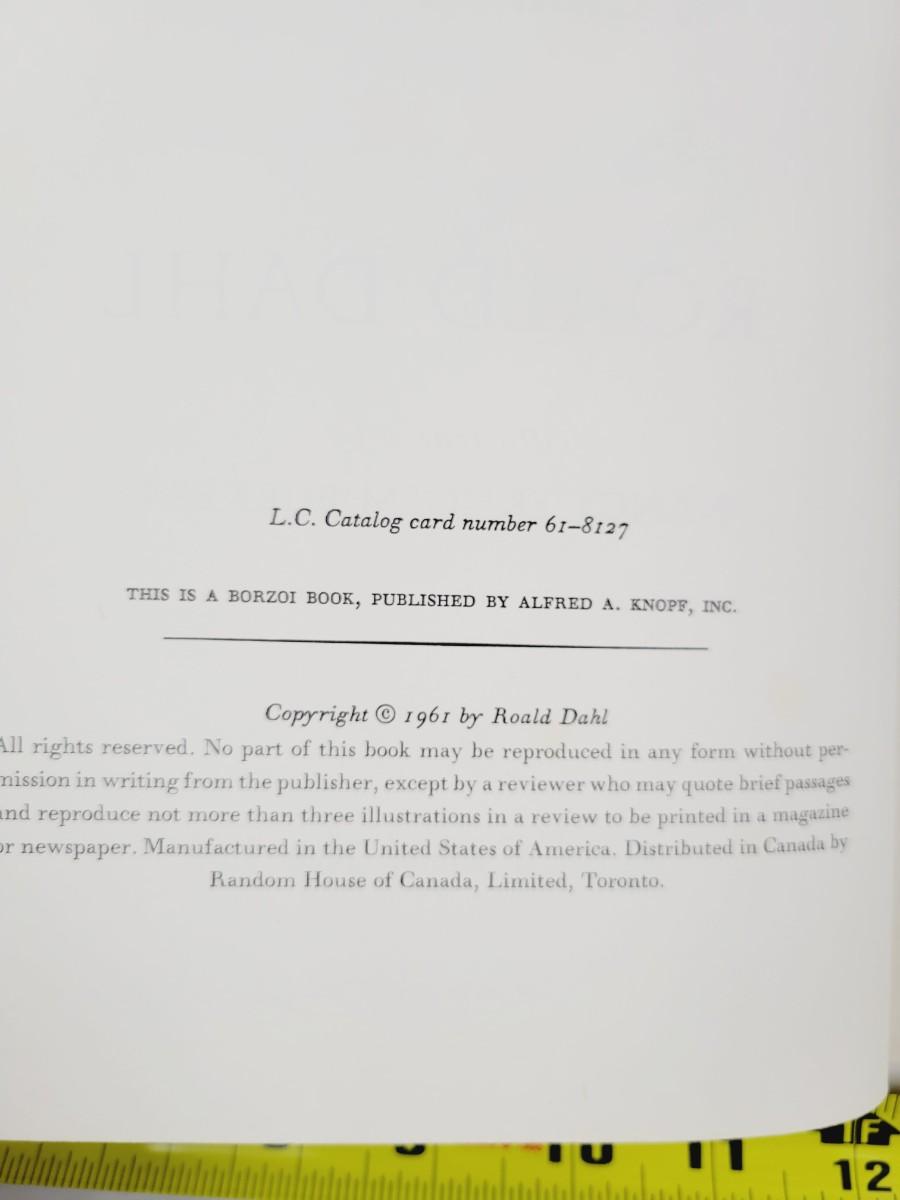 L.C. Catalog card number 61–8127
THIS IS A BORZOI BOOK, PUBLISHED BY ALFRED A. KNOPF, INC.
Copyright © 1961 by Roald Dahl
All rights reserved. No part of this book may be reproduced in any form without per-
mission in writing from the publisher, except by a reviewer who may quote brief passages
and reproduce not more than three illustrations in a review to be printed in a magazine
or newspaper. Manufactured in the United States of America. Distributed in Canada by
Random House of Canada, Limited, Toronto.
10 11 12